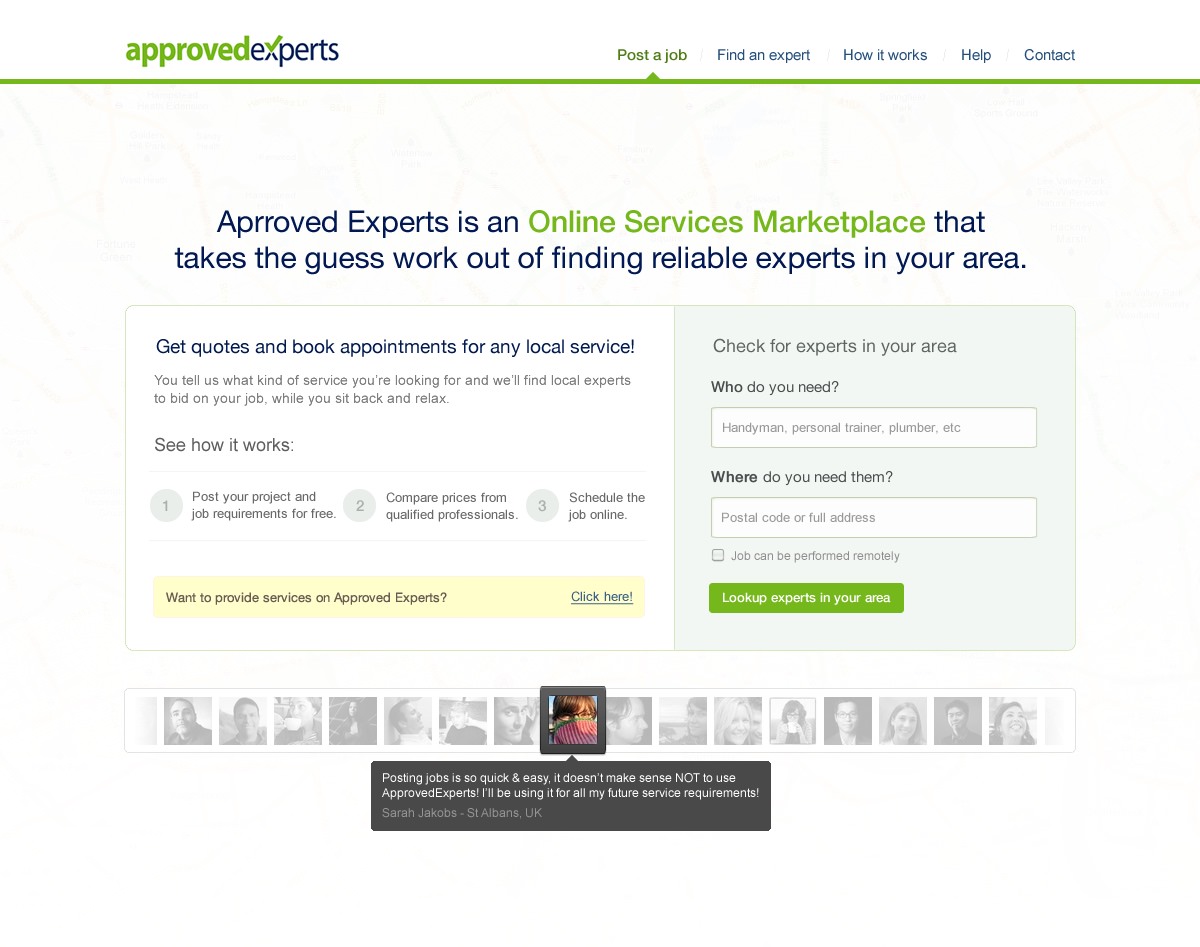 approvedexperts
Post a job / Find an expert / How it works / Help / Contact
Aprroved Experts is an Online Services Marketplace that
takes the guess work out of finding reliable experts in your area.
Get quotes and book appointments for any local service!
You tell us what kind of service you're looking for and we'll find local experts
to bid on your job, while you sit back and relax.
See how it works:
1
Post your project and
job requirements for free.
2
Compare prices from
qualified professionals.
3
Schedule the
job online.
Want to provide services on Approved Experts? Click here!
Check for experts in your area
Who do you need?
Handyman, personal trainer, plumber, etc
Where do you need them?
Postal code or full address
Job can be performed remotely
Lookup experts in your area
Posting jobs is so quick & easy, it doesn't make sense NOT to use
ApprovedExperts! I'll be using it for all my future service requirements!
Sarah Jakobs - St Albans, UK